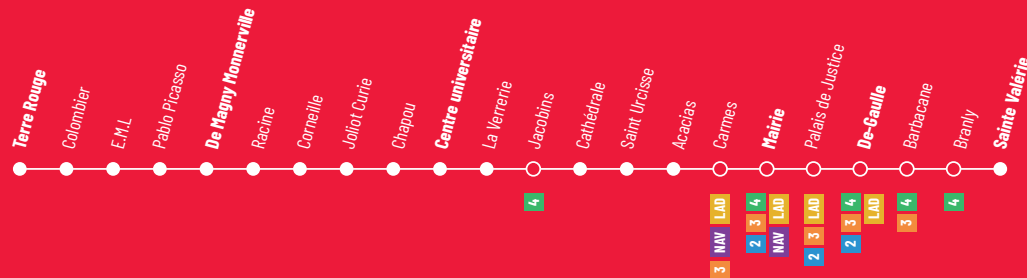 Terre Rouge
Colombier
E.M.L
Pablo Picasso
De Magny Monnerville
Racine
Corneille
Joliot Curie
Chapou
Centre universitaire
La Verrerie
Jacobins
Cathédrale
Saint Urcisse
Acacias
Carmes
Mairie
Palais de Justice
De-Gaulle
Barbacane
Branly
Sainte Valérie
4
LAD
NAV
3
4
3
2
LAD
NAV
LAD
3
2
4
3
2
LAD
4
3
4